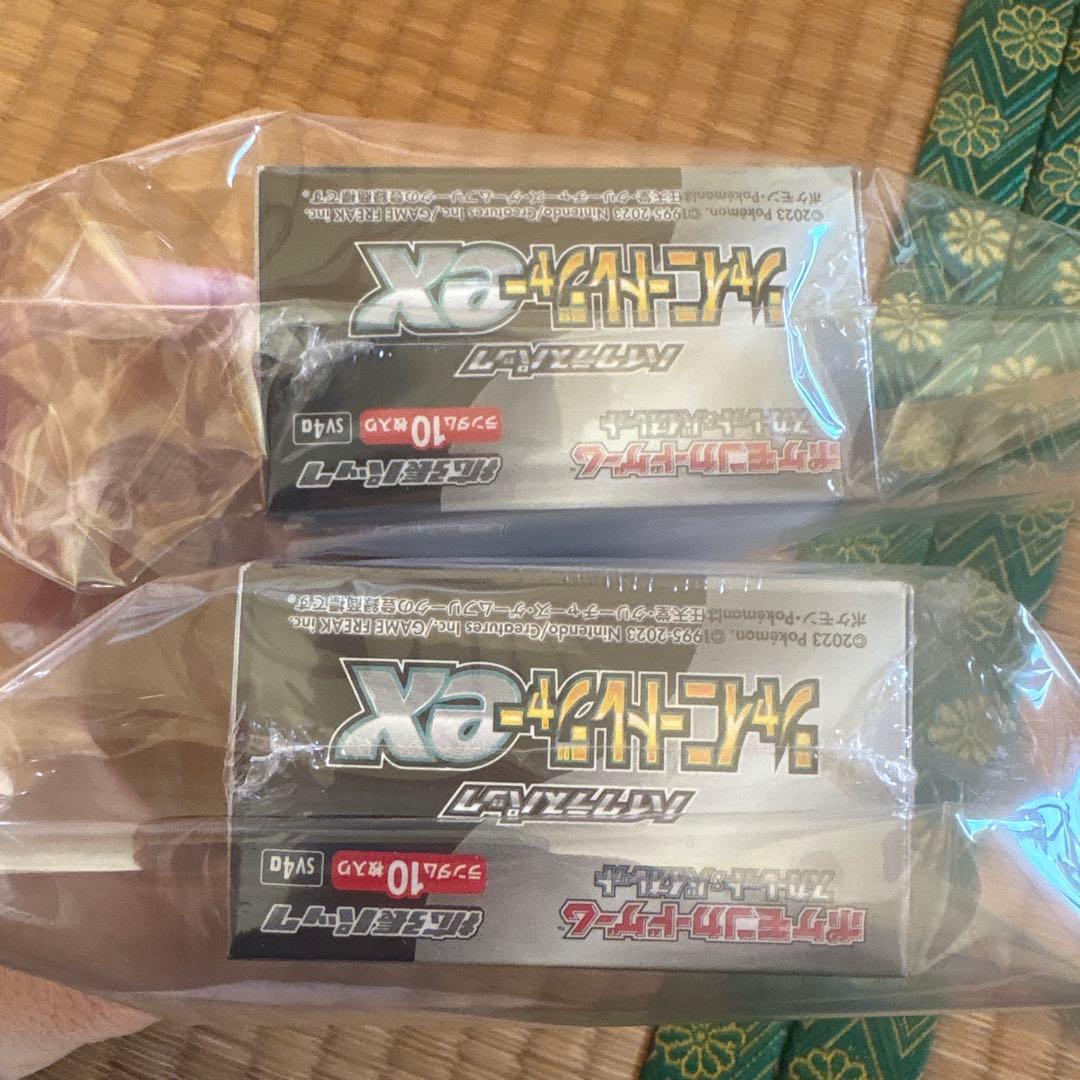 ポケモンカードゲーム
スカーレット&バイオレット
拡張パック
ランダム10枚入り
SV4a
ハイクラスパック
シャイニートレジャーex
©2023 Pokémon. ©1995-2023 Nintendo/Creatures Inc./GAME FREAK inc.
ポケモン・Pokémonは任天堂・クリーチャーズ・ゲームフリークの登録商標です。
ポケモンカードゲーム
スカーレット&バイオレット
拡張パック
ランダム10枚入り
SV4a
ハイクラスパック
シャイニートレジャーex
©2023 Pokémon. ©1995-2023 Nintendo/Creatures Inc./GAME FREAK inc.
ポケモン・Pokémonは任天堂・クリーチャーズ・ゲームフリークの登録商標です。